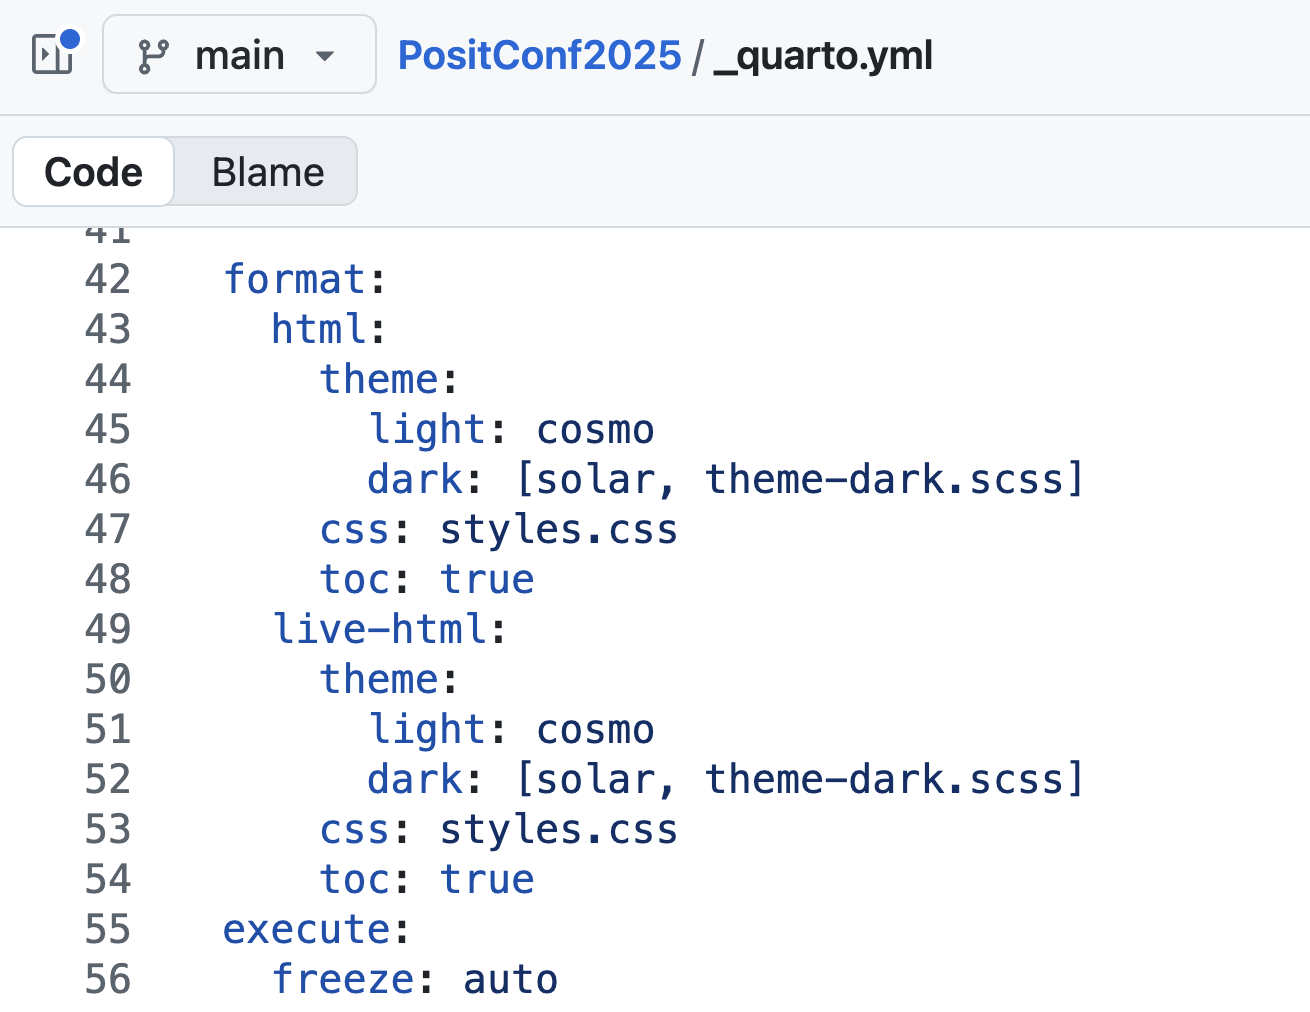 main
PositConf2025 / _quarto.yml
Code Blame
41
42 format:
43   html:
44     theme:
45       light: cosmo
46       dark: [solar, theme-dark.scss]
47     css: styles.css
48     toc: true
49   live-html:
50     theme:
51       light: cosmo
52       dark: [solar, theme-dark.scss]
53     css: styles.css
54     toc: true
55 execute:
56   freeze: auto